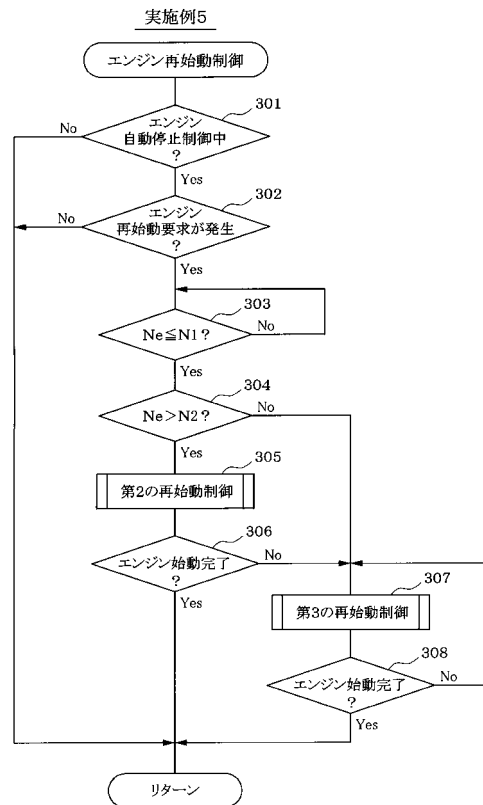 実施例5
エンジン再始動制御
301
エンジン
自動停止制御中
?
No
Yes
302
エンジン
再始動要求が発生
?
No
Yes
303
Ne≦N1?
No
Yes
304
Ne>N2?
No
Yes
305
第2の再始動制御
306
エンジン始動完了
?
No
Yes
307
第3の再始動制御
308
エンジン始動完了
?
No
Yes
リターン